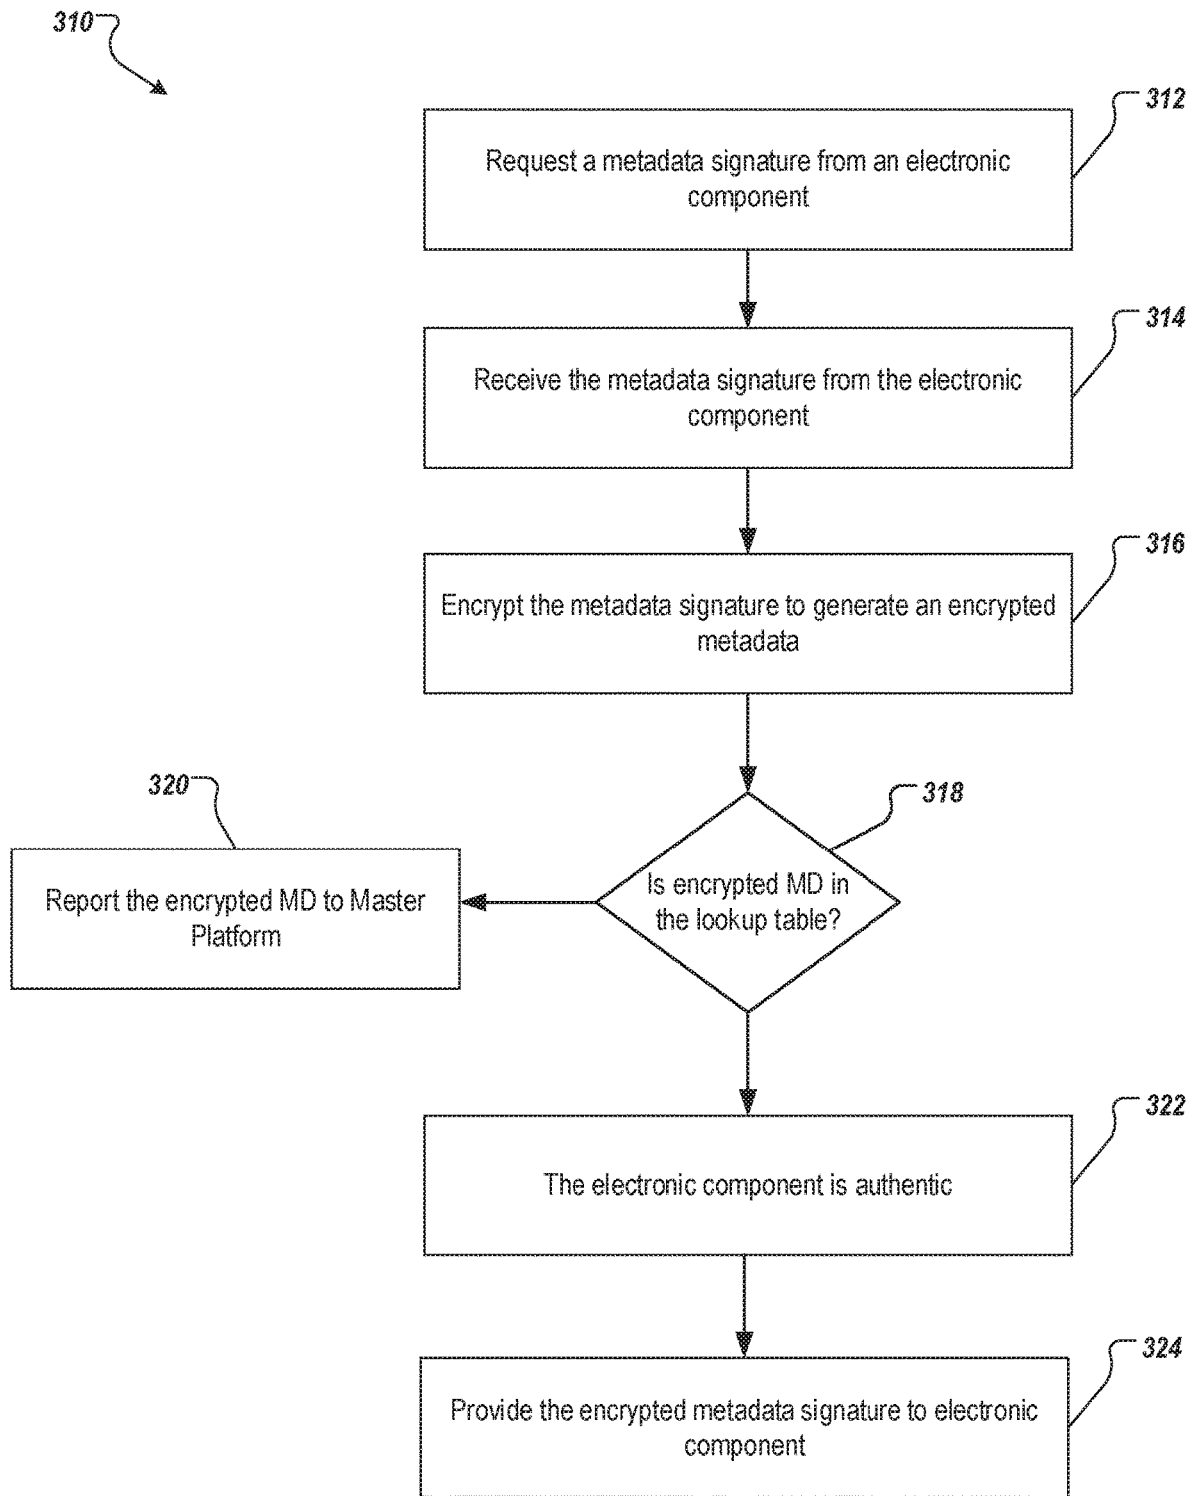 310
312
Request a metadata signature from an electronic
component
314
Receive the metadata signature from the electronic
component
316
Encrypt the metadata signature to generate an encrypted
metadata
318
Is encrypted MD in
the lookup table?
320
Report the encrypted MD to Master
Platform
322
The electronic component is authentic
324
Provide the encrypted metadata signature to electronic
component